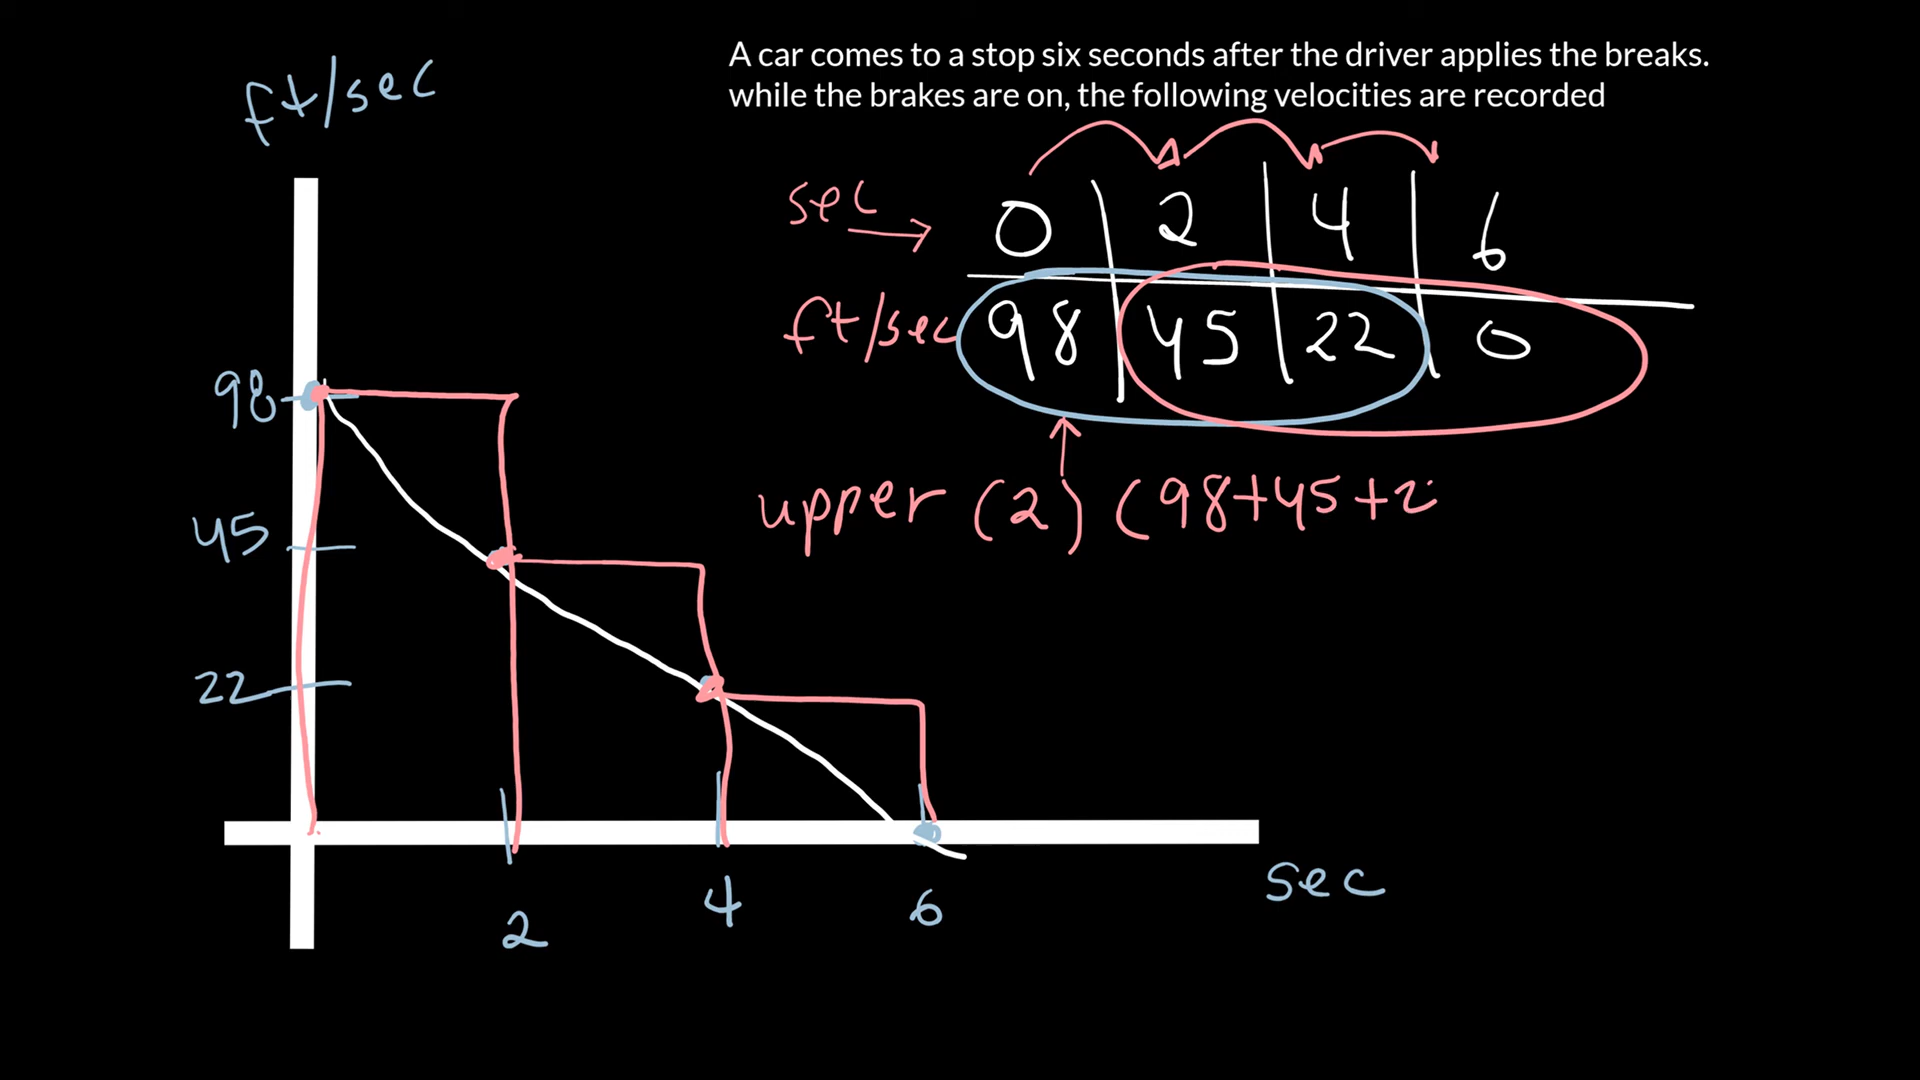 A car comes to a stop six seconds after the driver applies the breaks.
while the brakes are on, the following velocities are recorded
ft/sec
sec 0 2 4 6
ft/sec 98 45 22 0
98
upper (2) (98+45+2
45
22
sec
2 4 6